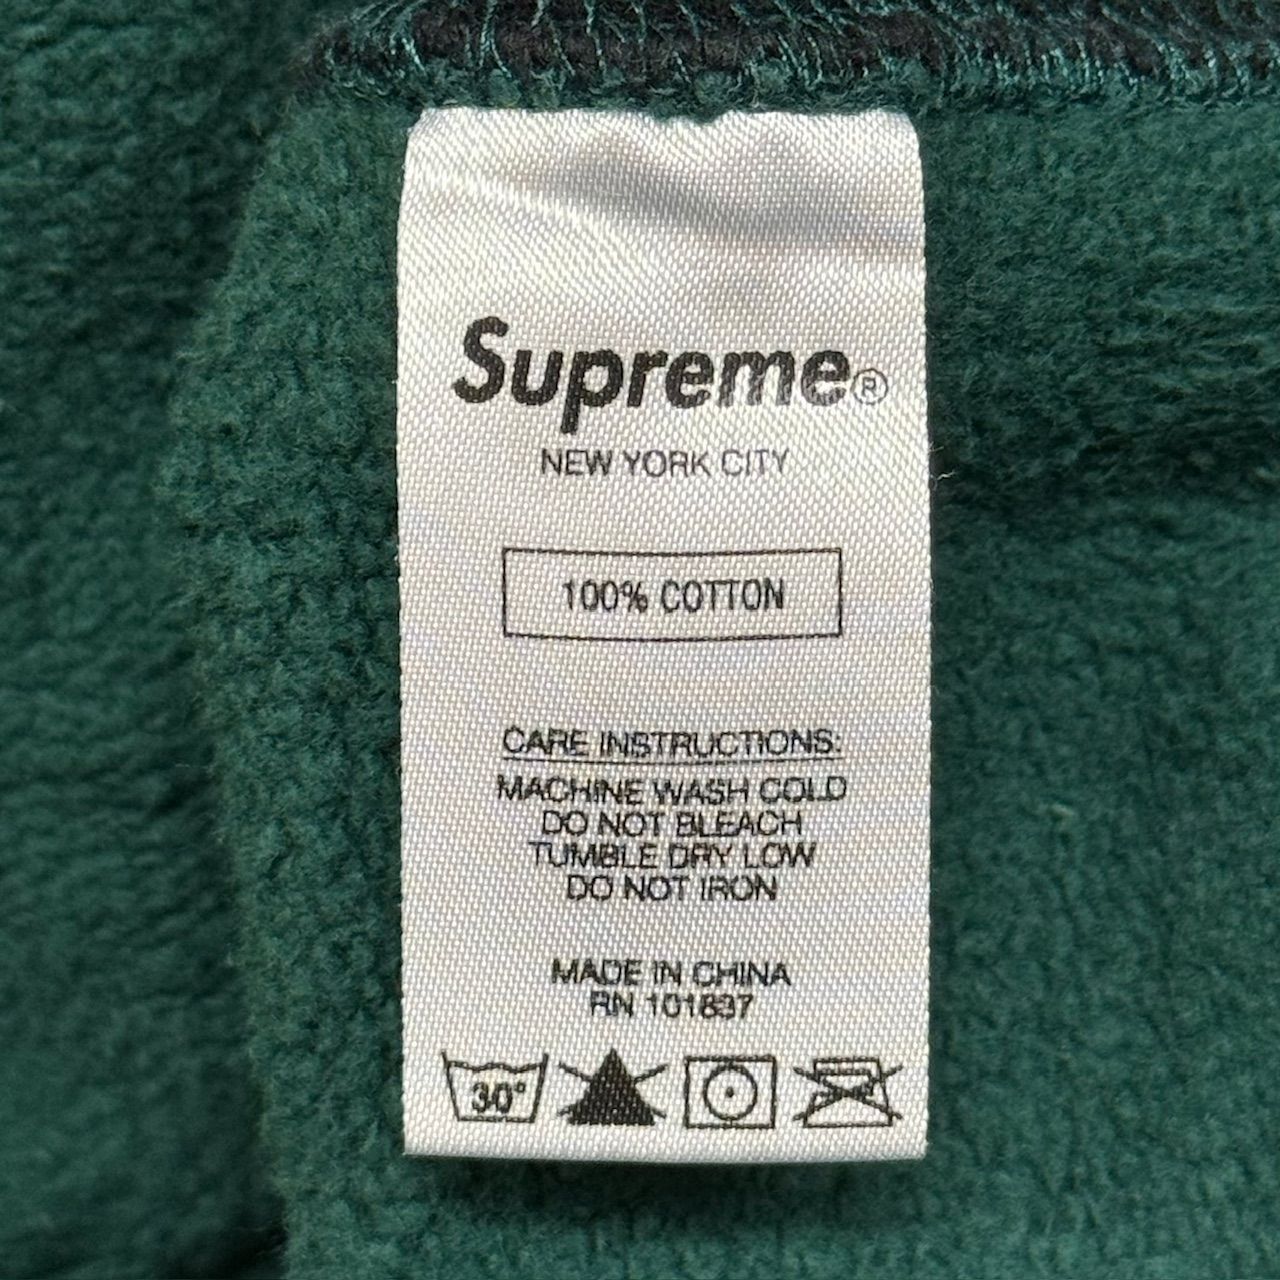 Supreme®
NEW YORK CITY
100% COTTON
CARE INSTRUCTIONS:
MACHINE WASH COLD
DO NOT BLEACH
TUMBLE DRY LOW
DO NOT IRON
MADE IN CHINA
RN 101837
30°